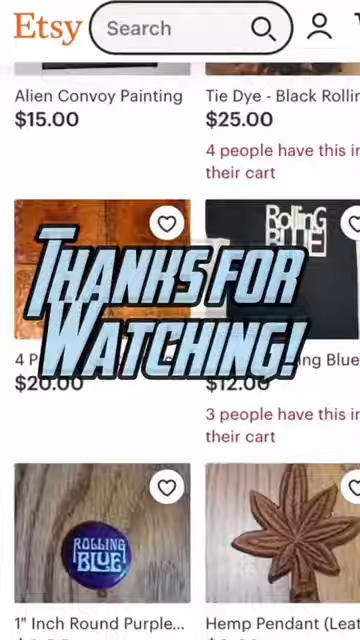 Etsy
Search
Alien Convoy Painting
$15.00
Tie Dye - Black Rollin
$25.00
4 people have this in
their cart
Rolling
BLUE
THANKS FOR
WATCHING!
4 P
$20.00
ng Blue
$12.00
3 people have this in
their cart
ROLLING
BLUE
1" Inch Round Purple...
Hemp Pendant (Leat